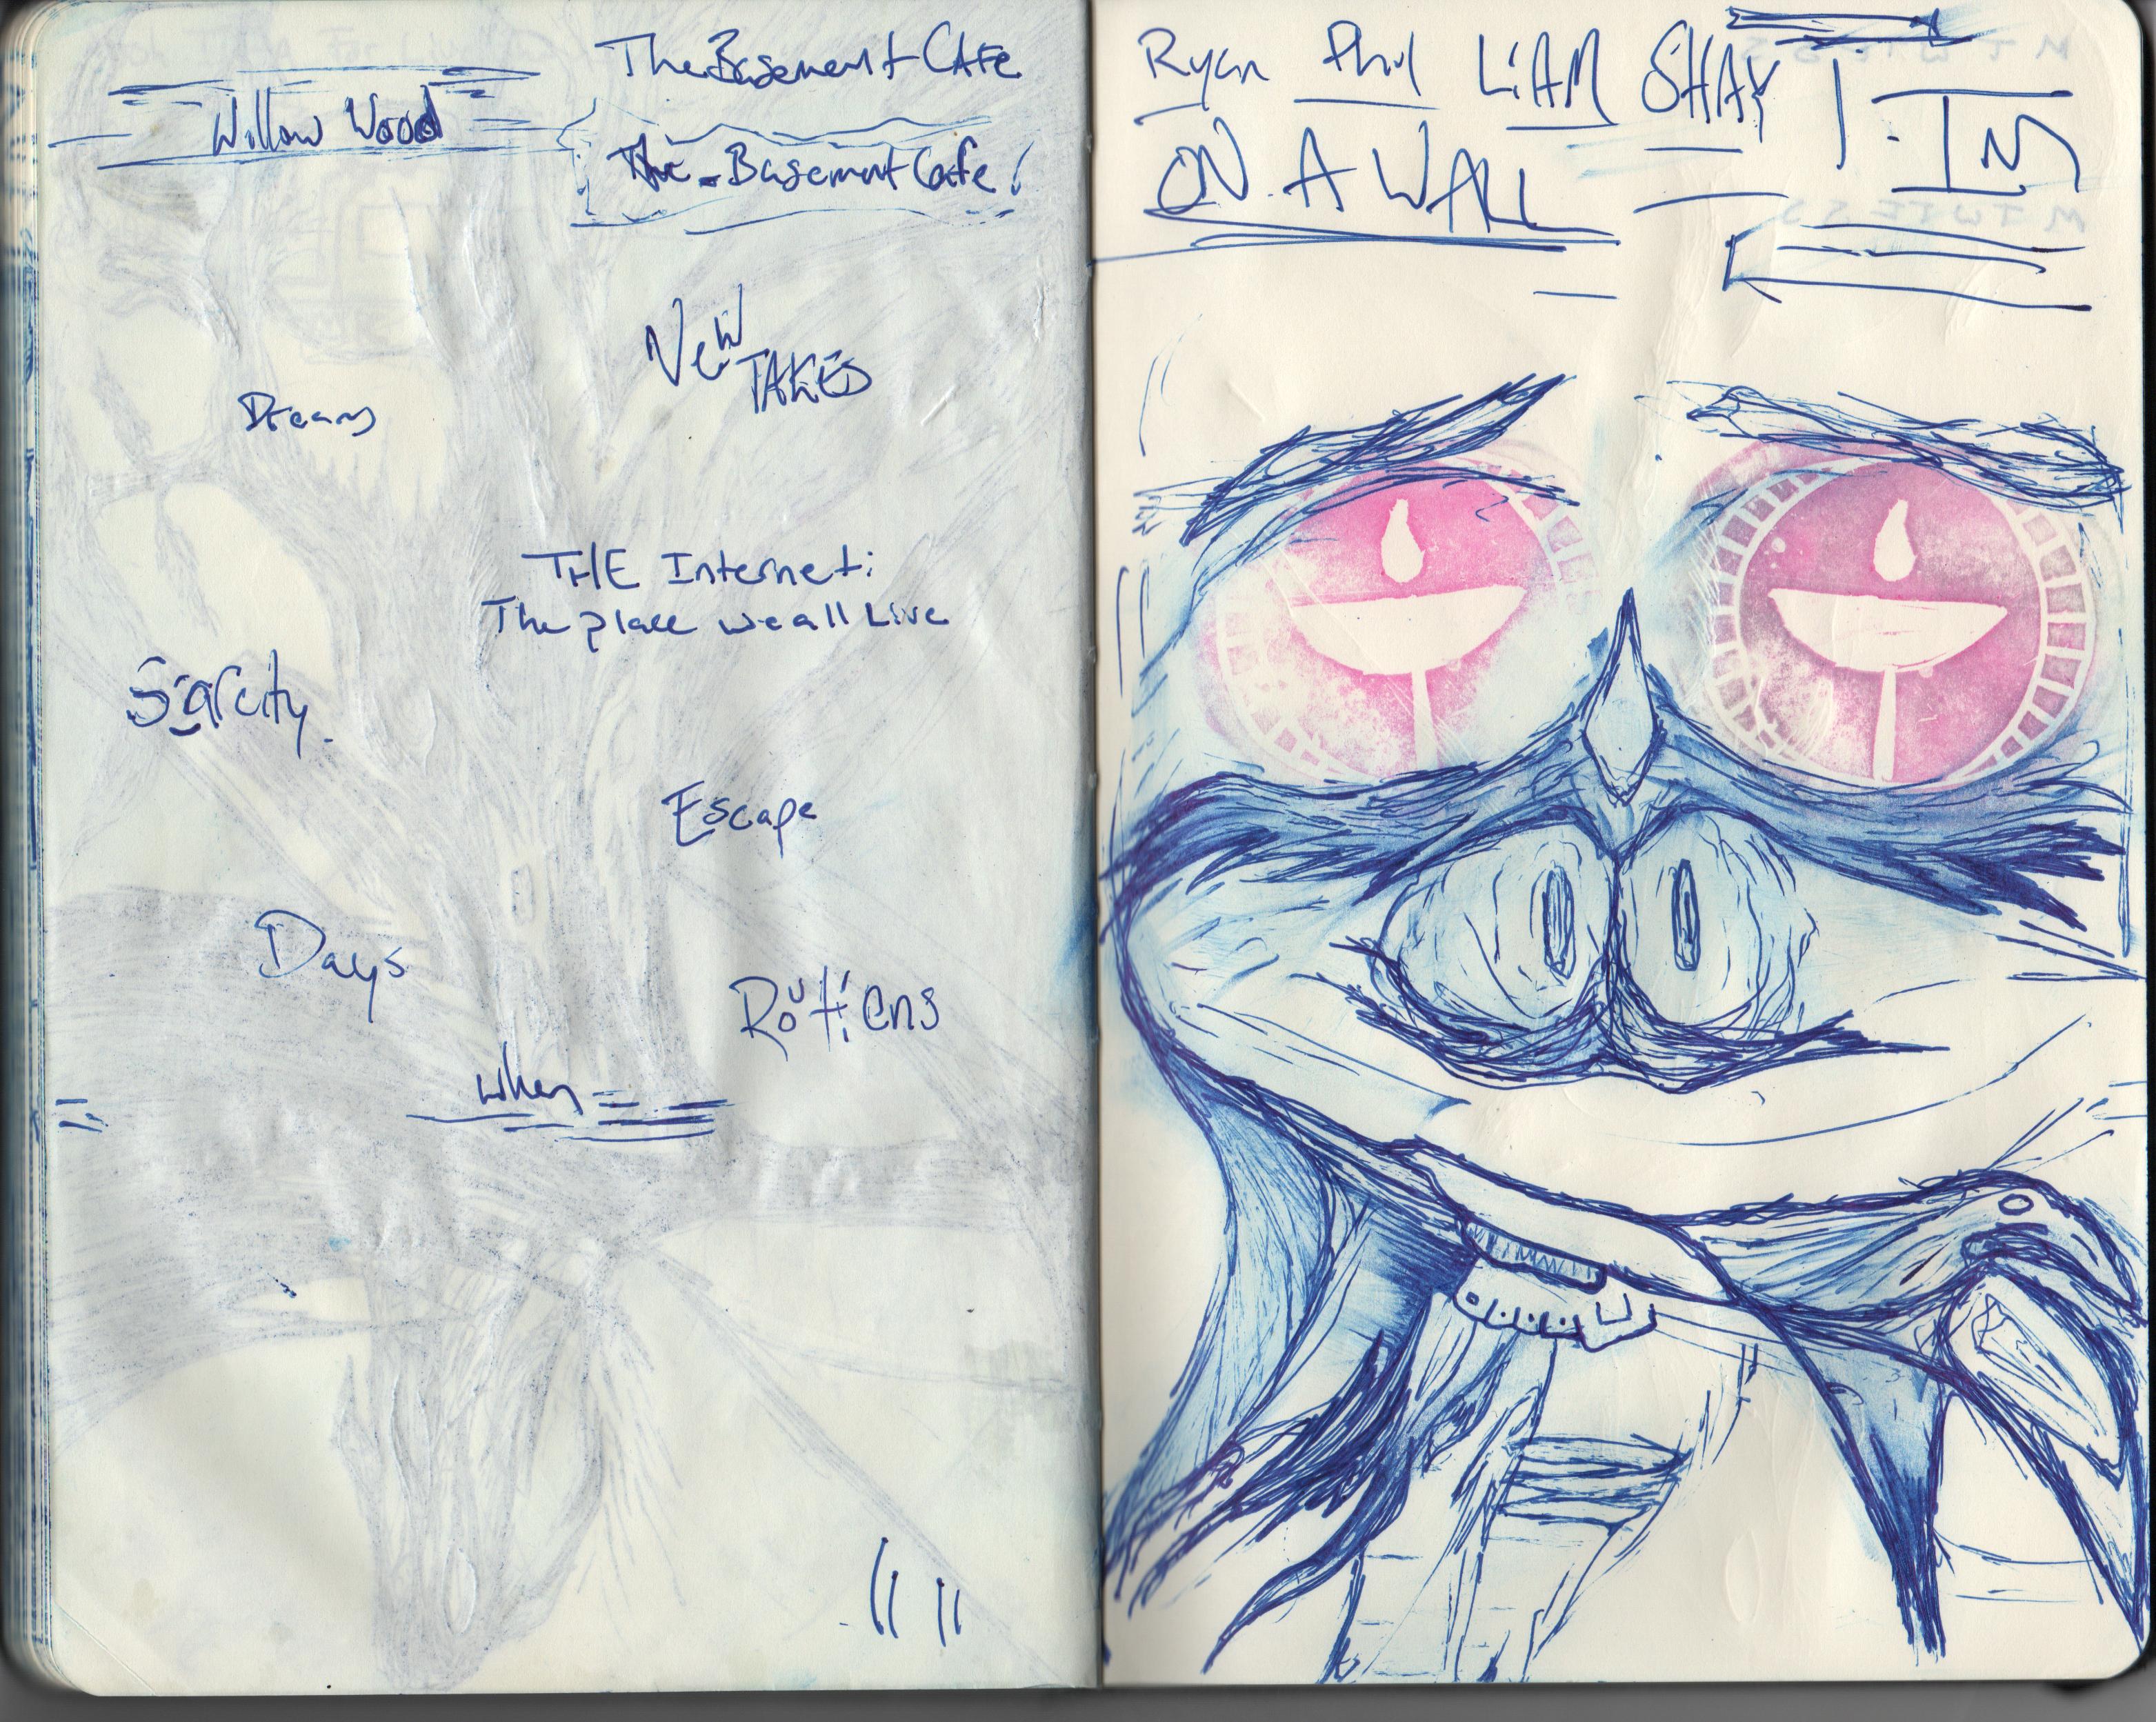 Willow Wood
The Basement CAFe
The Basement Cafe!
New
TAKES
Dreams
THE Internet:
The place we all Live
Scarcity
Escape
Days
Routiens
when
Ryan Phil LiAM SHAY
ON A WALL
M T W T F S S
M T W T F S S